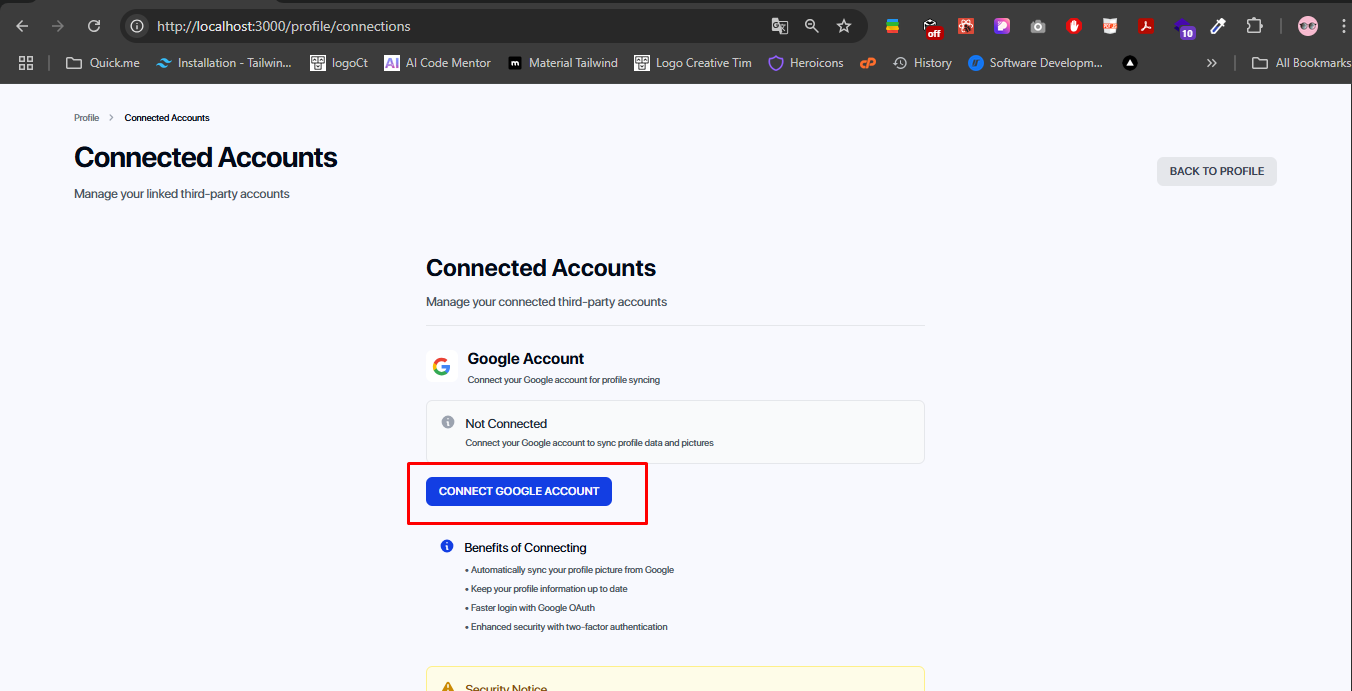 http://localhost:3000/profile/connections
off
10
Quick.me
Installation - Tailwin...
logoCt
AI AI Code Mentor
m Material Tailwind
Logo Creative Tim
Heroicons
CP
History
Software Developm...
»
All Bookmarks
Profile > Connected Accounts
Connected Accounts
BACK TO PROFILE
Manage your linked third-party accounts
Connected Accounts
Manage your connected third-party accounts
G
Google Account
Connect your Google account for profile syncing
Not Connected
Connect your Google account to sync profile data and pictures
CONNECT GOOGLE ACCOUNT
Benefits of Connecting
• Automatically sync your profile picture from Google
• Keep your profile information up to date
• Faster login with Google OAuth
• Enhanced security with two-factor authentication
Security Notice